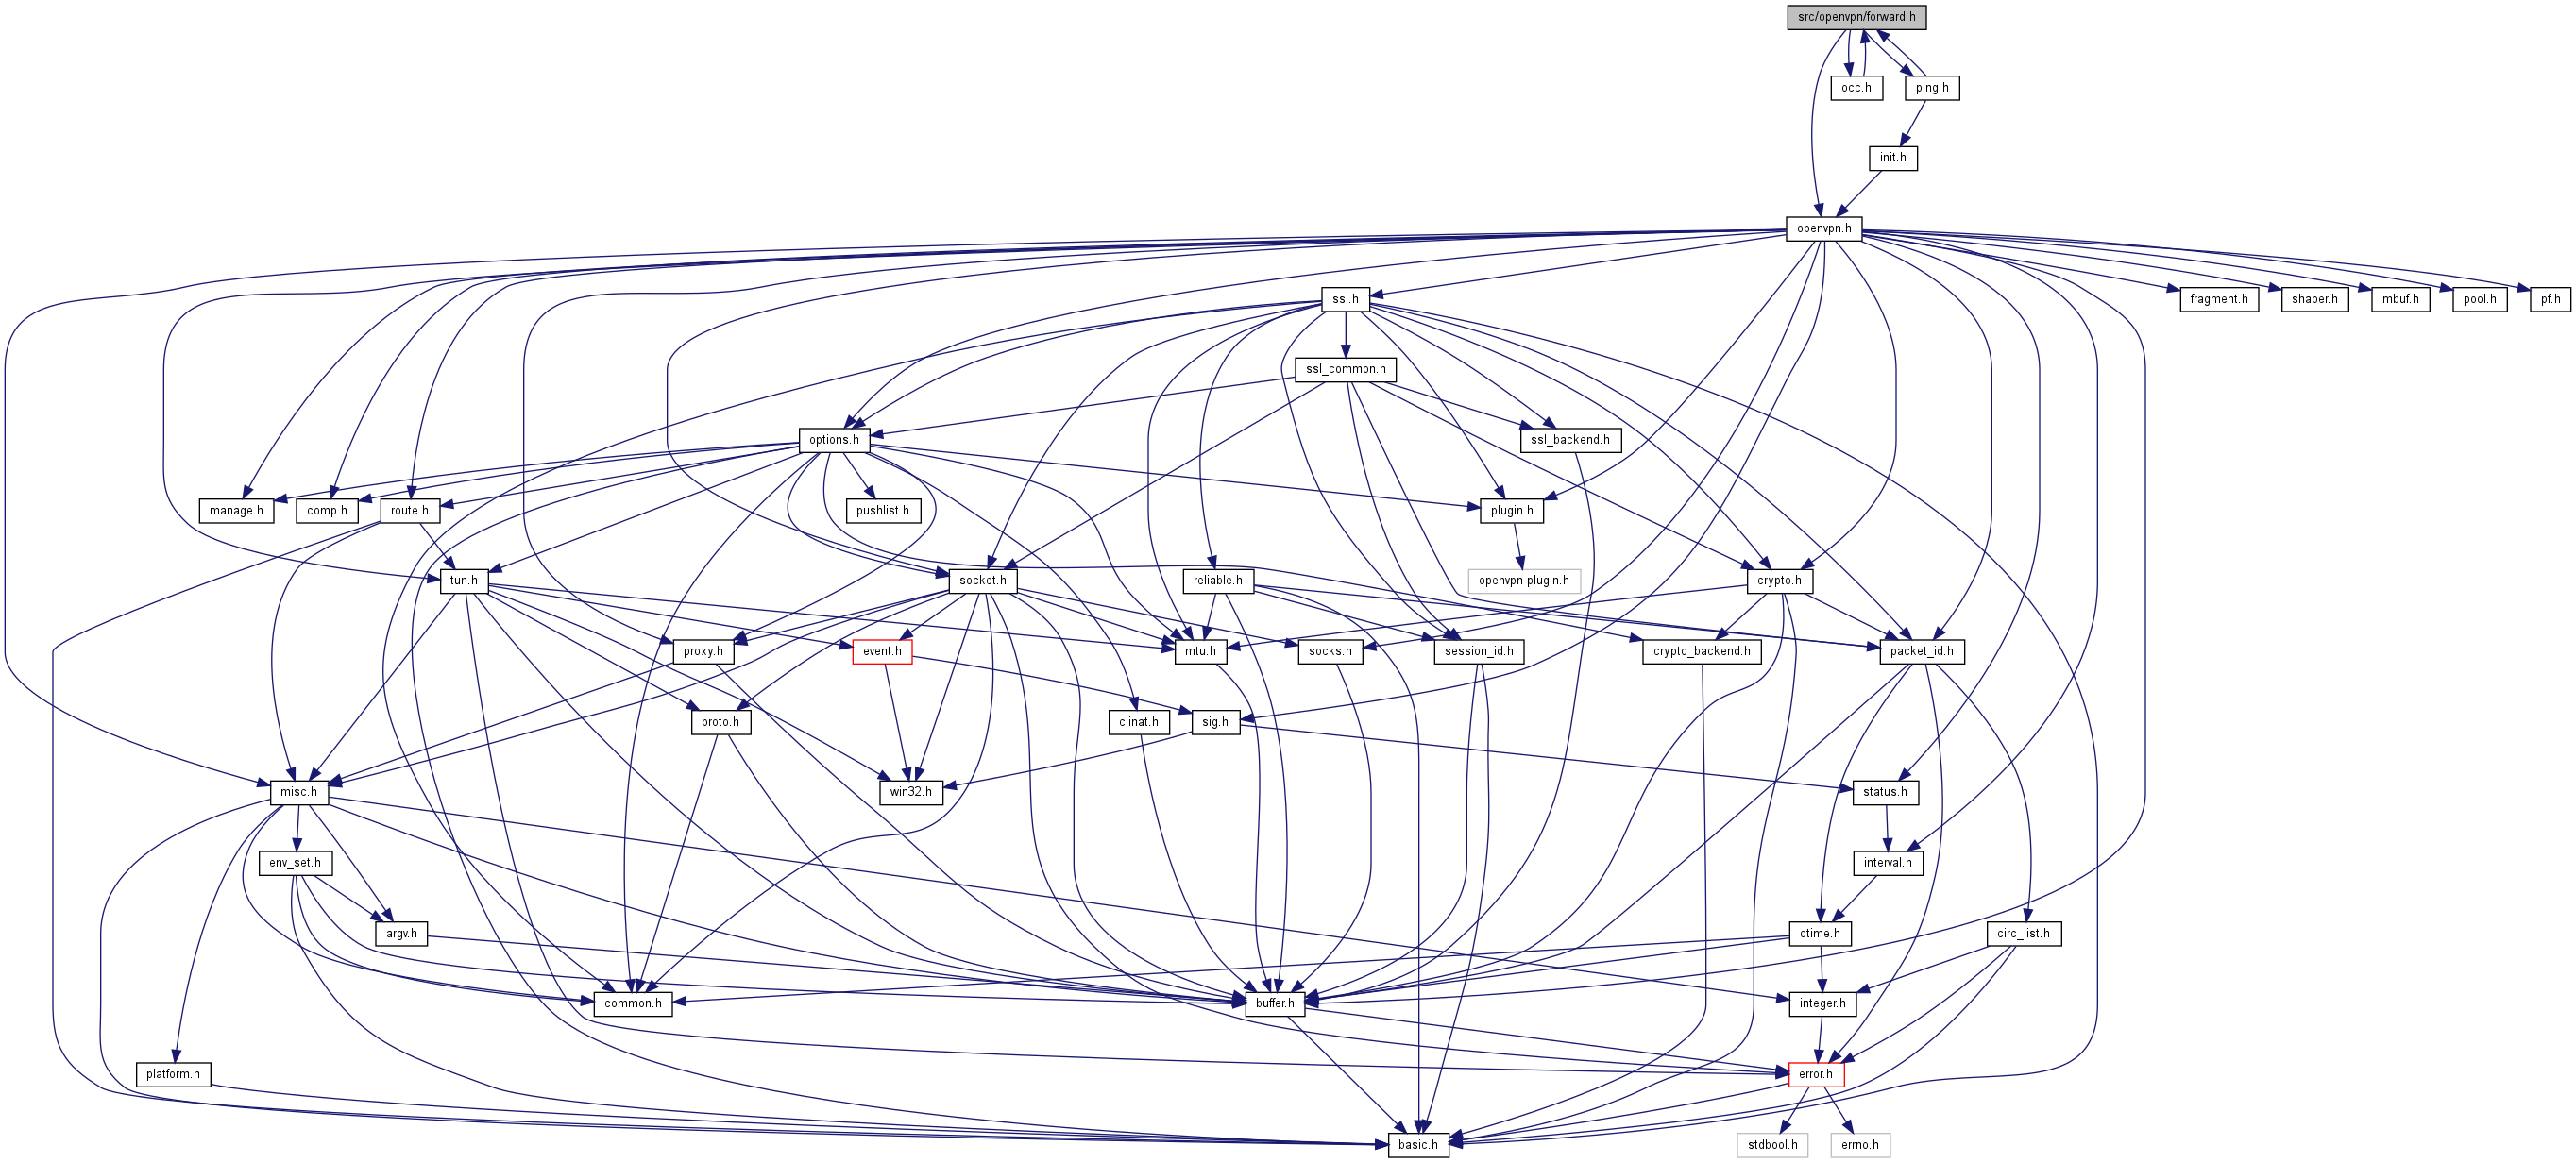 src/openvpn/forward.h
occ.h
ping.h
init.h
openvpn.h
ssl.h
fragment.h
shaper.h
mbuf.h
pool.h
pf.h
ssl_common.h
options.h
ssl_backend.h
manage.h
comp.h
route.h
pushlist.h
plugin.h
tun.h
socket.h
reliable.h
openvpn-plugin.h
crypto.h
proxy.h
event.h
mtu.h
socks.h
session_id.h
crypto_backend.h
packet_id.h
proto.h
clinat.h
sig.h
misc.h
win32.h
status.h
env_set.h
interval.h
argv.h
otime.h
circ_list.h
common.h
buffer.h
integer.h
platform.h
error.h
basic.h
stdbool.h
errno.h